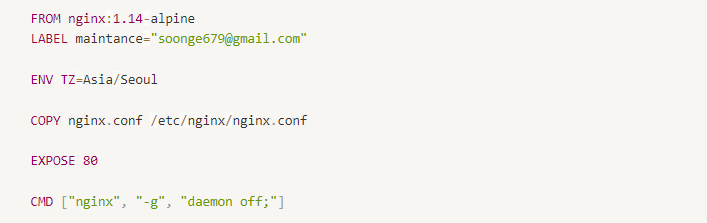 FROM nginx:1.14-alpine
LABEL maintance="soonge679@gmail.com"
ENV TZ=Asia/Seoul
COPY nginx.conf /etc/nginx/nginx.conf
EXPOSE 80
CMD ["nginx", "-g", "daemon off;"]